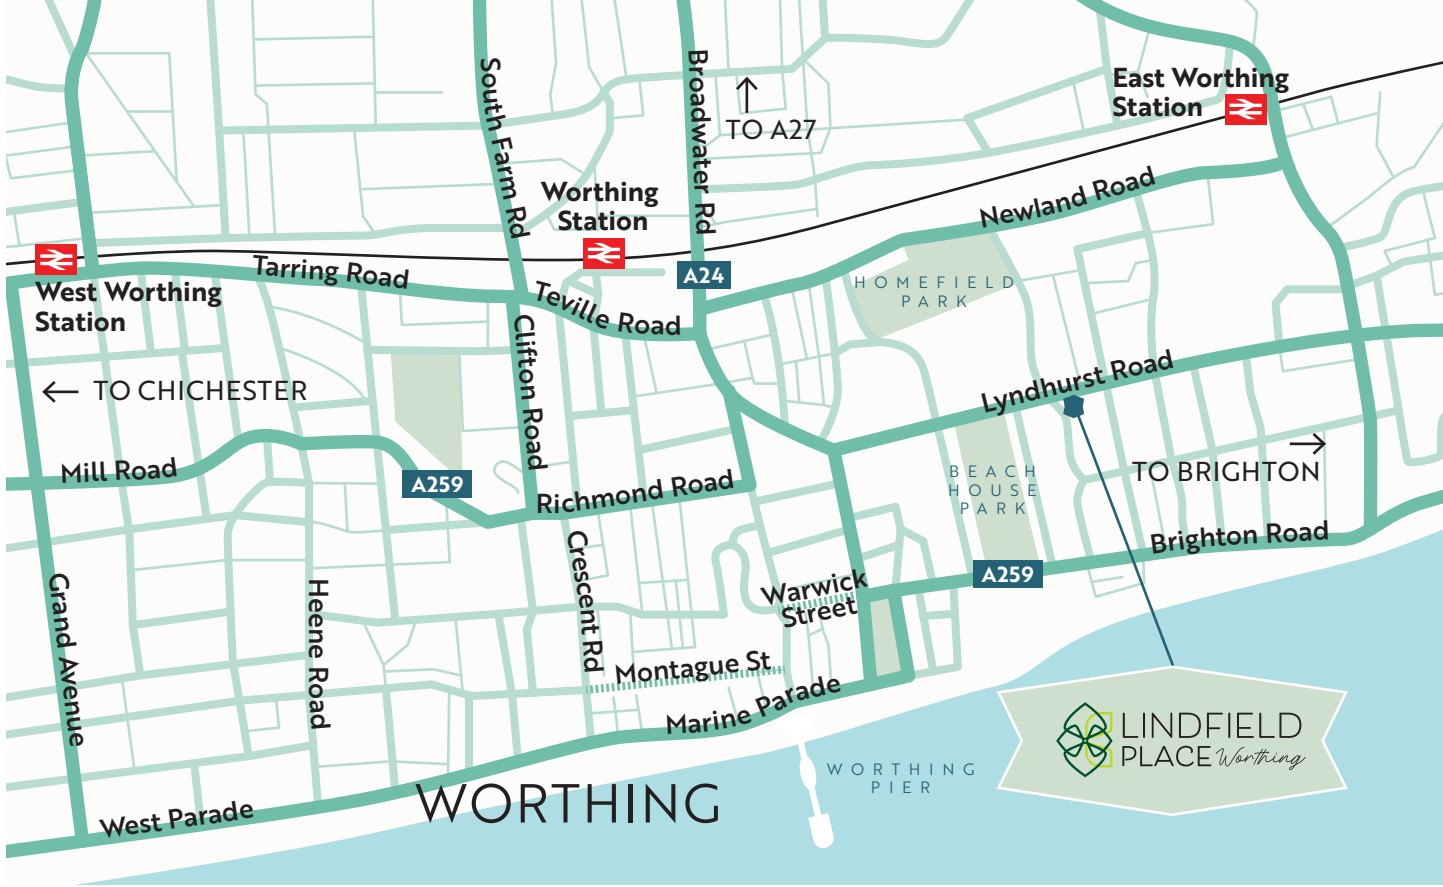 South Farm Rd
Broadwater Rd
TO A27
East Worthing
Station
Worthing
Station
Newland Road
A24
Tarring Road
Teville Road
West Worthing
Station
HOMEFIELD
PARK
Clifton Road
TO CHICHESTER
Lyndhurst Road
Mill Road
A259
Richmond Road
BEACH
HOUSE
PARK
TO BRIGHTON
Brighton Road
A259
Crescent Rd
Warwick
Street
Grand Avenue
Heene Road
Montague St
Marine Parade
LINDFIELD
PLACE Worthing
WORTHING
PIER
WORTHING
West Parade